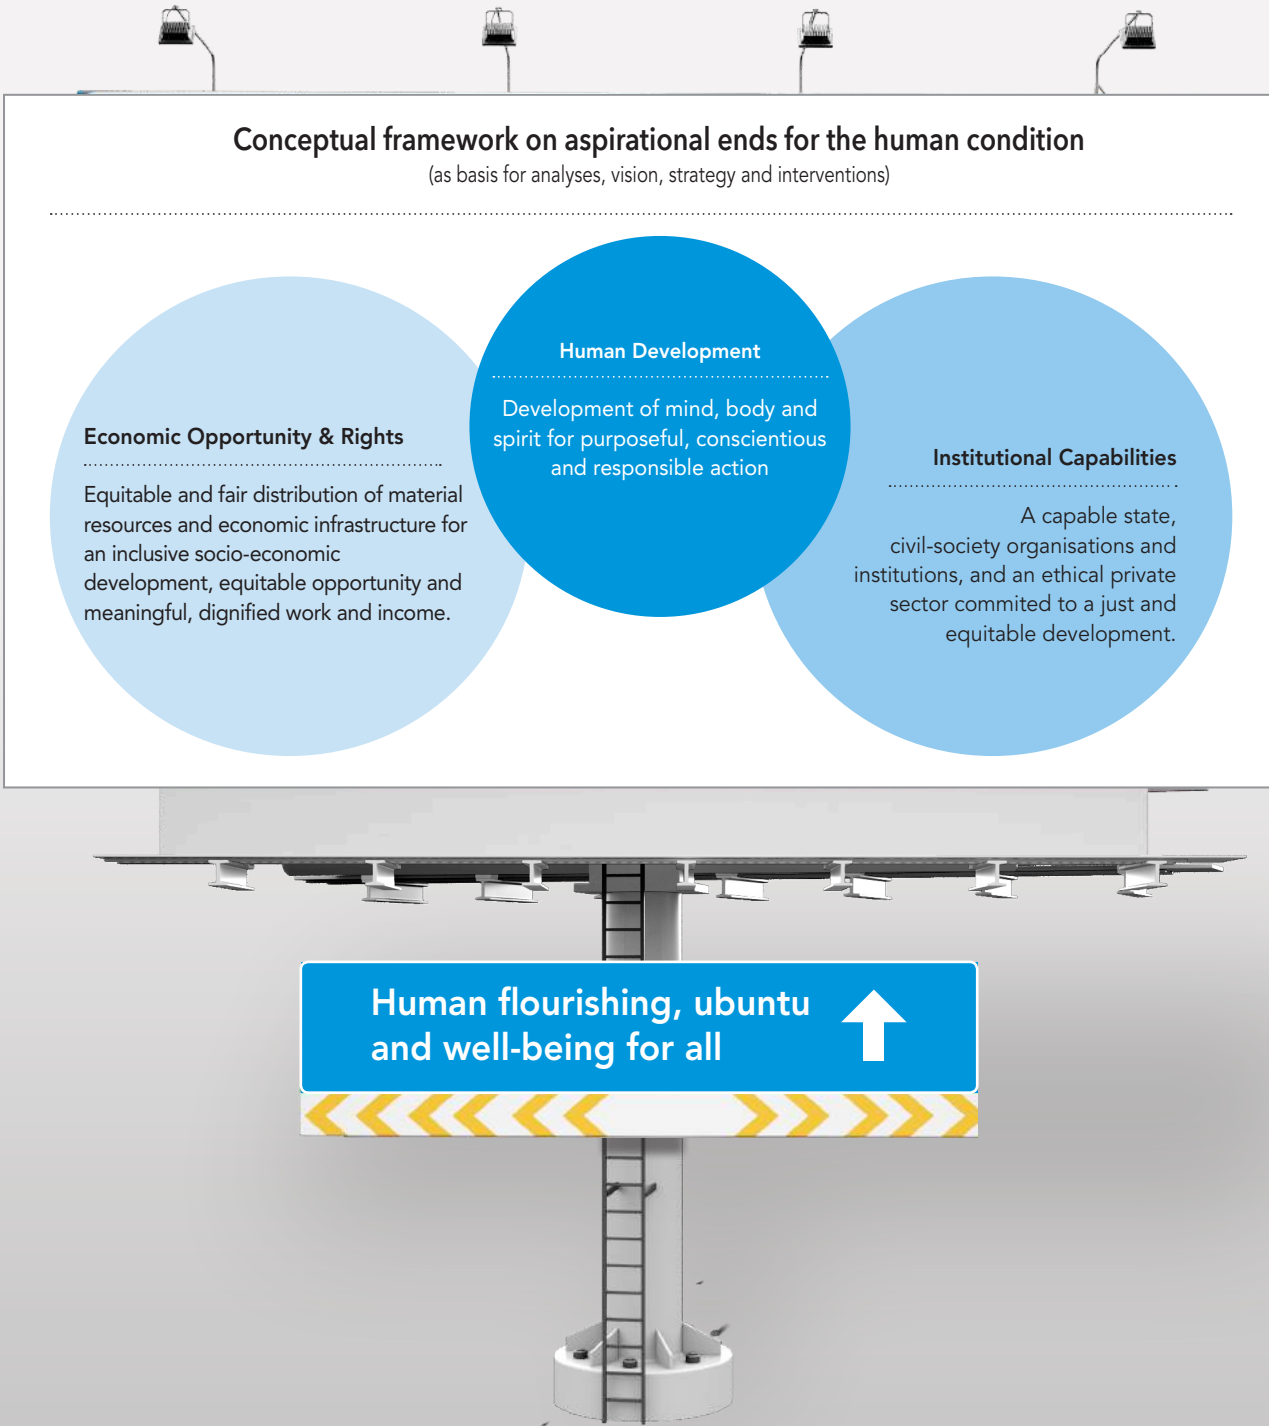 Conceptual framework on aspirational ends for the human condition
(as basis for analyses, vision, strategy and interventions)
Economic Opportunity & Rights
Equitable and fair distribution of material
resources and economic infrastructure for
an inclusive socio-economic
development, equitable opportunity and
meaningful, dignified work and income.
Human Development
Development of mind, body and
spirit for purposeful, conscientious
and responsible action
Institutional Capabilities
A capable state,
civil-society organisations and
institutions, and an ethical private
sector commited to a just and
equitable development.
Human flourishing, ubuntu
and well-being for all